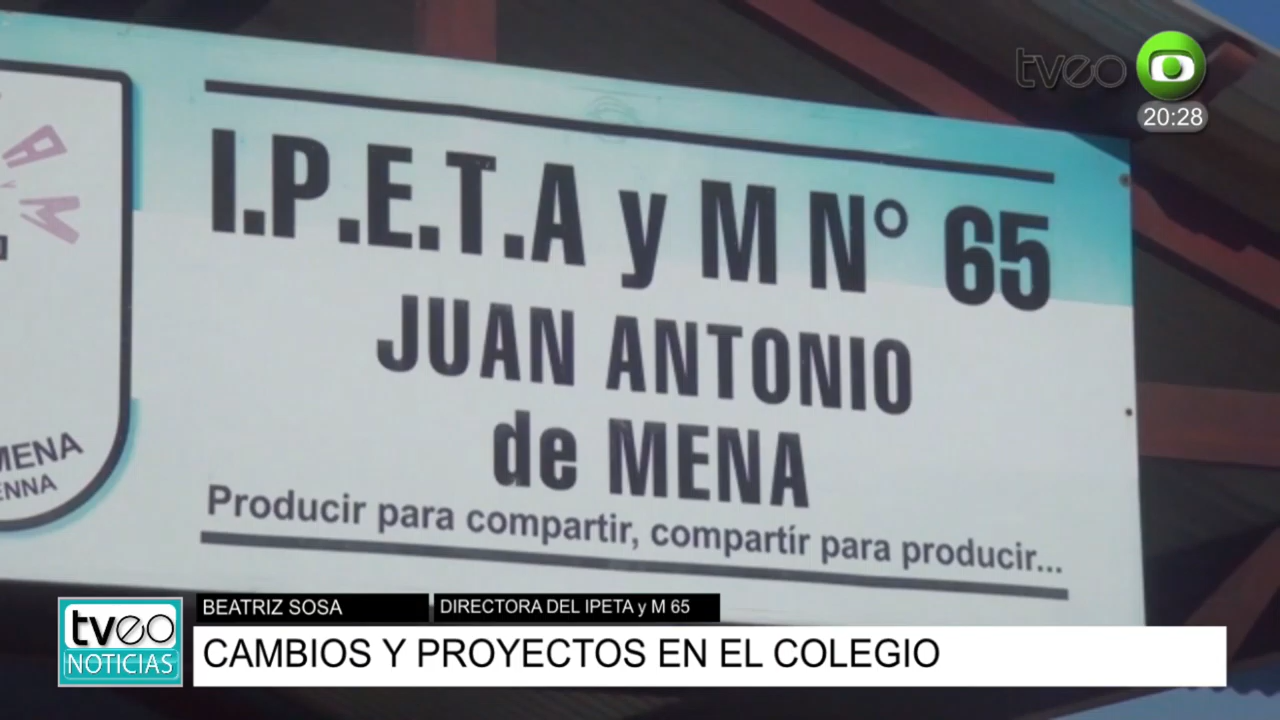 tveo
20:28
I.P.E.T.A y M N° 65
JUAN ANTONIO
de MENA
Producir para compartir, compartír para producir...
MENA
ENNA
BEATRIZ SOSA
DIRECTORA DEL IPETA y M 65
tveo
NOTICIAS
CAMBIOS Y PROYECTOS EN EL COLEGIO